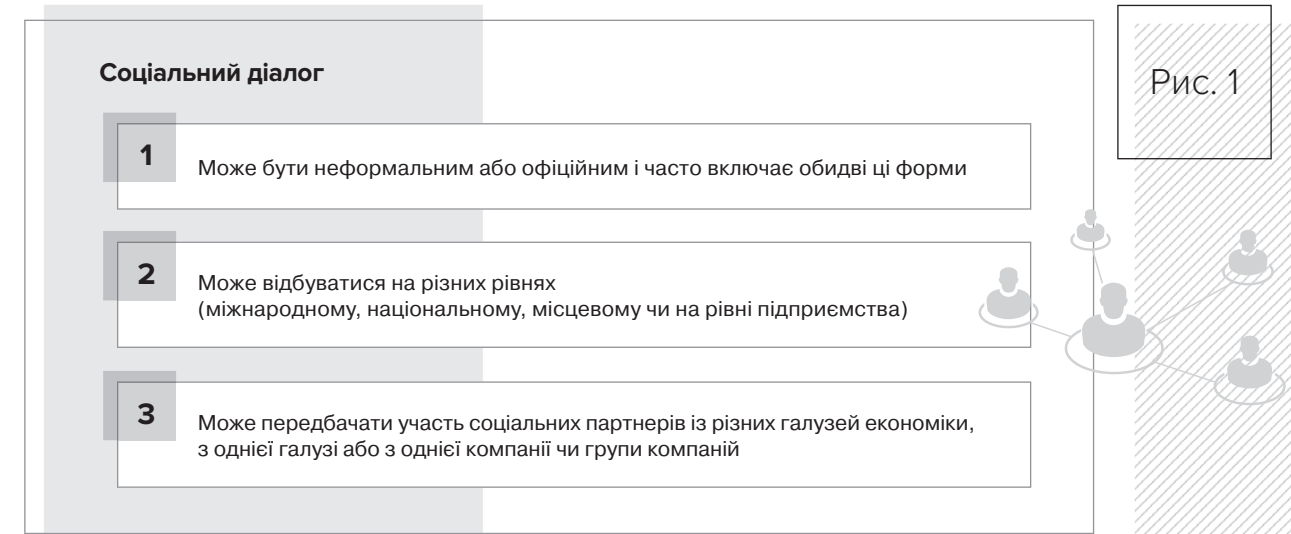 Соціальний діалог
Рис. 1
1
Може бути неформальним або офіційним і часто включає обидві ці форми
2
Може відбуватися на різних рівнях
(міжнародному, національному, місцевому чи на рівні підприємства)
3
Може передбачати участь соціальних партнерів із різних галузей економіки,
з однієї галузі або з однієї компанії чи групи компаній